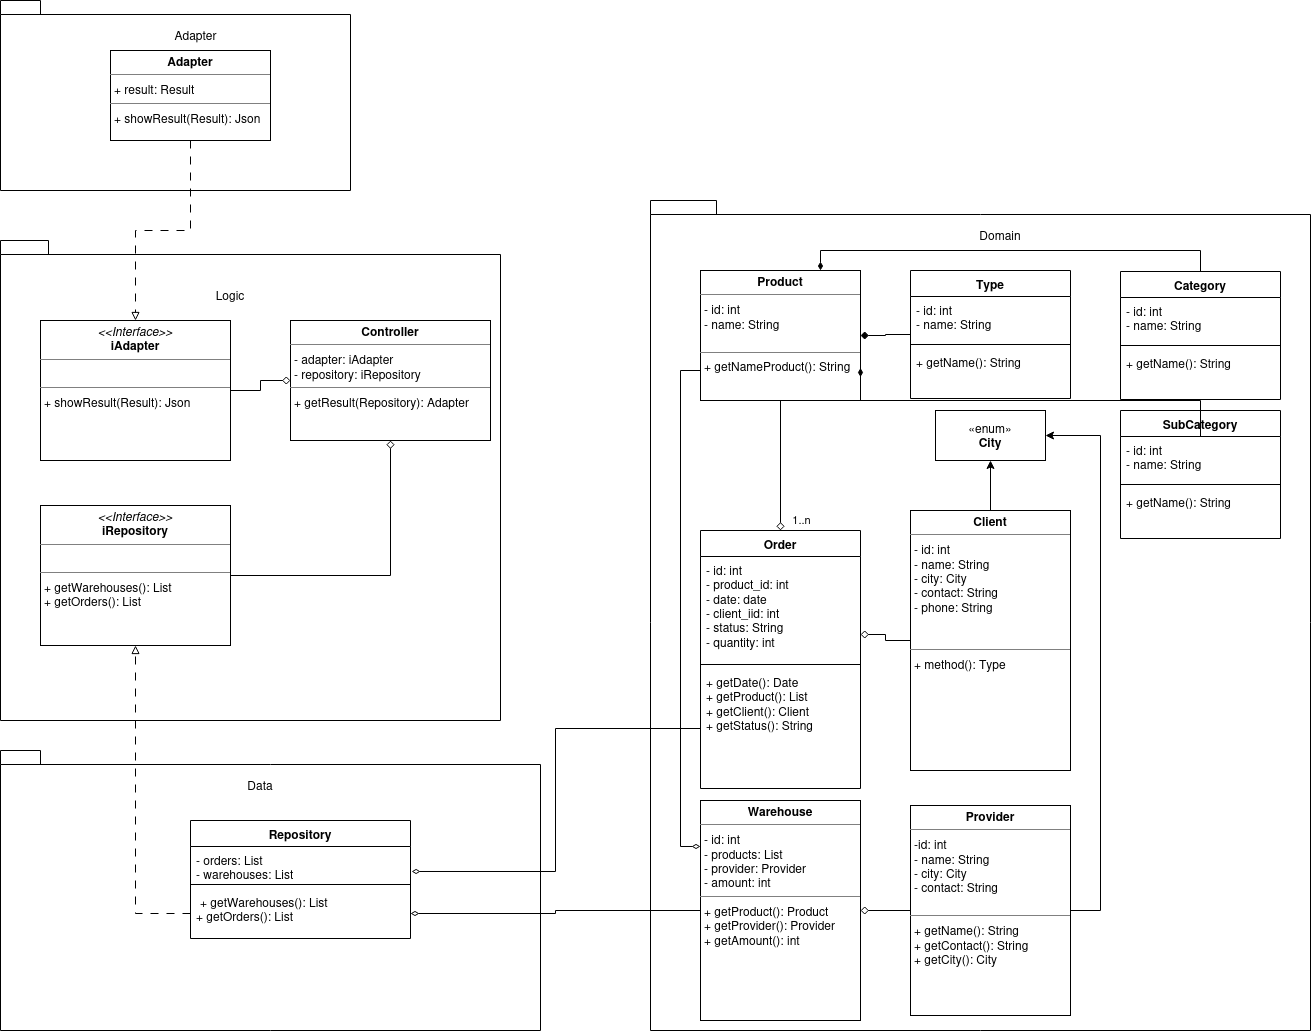 Adapter
Adapter
+ result: Result
+ showResult(Result): Json
Logic
<<Interface>>
iAdapter
+ showResult(Result): Json
Controller
- adapter: iAdapter
- repository: iRepository
+ getResult(Repository): Adapter
<<Interface>>
iRepository
+ getWarehouses(): List
+ getOrders(): List
Data
Repository
- orders: List
- warehouses: List
+ getWarehouses(): List
+ getOrders(): List
Domain
Product
- id: int
- name: String
+ getNameProduct(): String
Type
- id: int
- name: String
+ getName(): String
Category
- id: int
- name: String
+ getName(): String
«enum»
City
SubCategory
- id: int
- name: String
+ getName(): String
1..n
Order
- id: int
- product_id: int
- date: date
- client_iid: int
- status: String
- quantity: int
+ getDate(): Date
+ getProduct(): List
+ getClient(): Client
+ getStatus(): String
Client
- id: int
- name: String
- city: City
- contact: String
- phone: String
+ method(): Type
Warehouse
- id: int
- products: List
- provider: Provider
- amount: int
+ getProduct(): Product
+ getProvider(): Provider
+ getAmount(): int
Provider
-id: int
- name: String
- city: City
- contact: String
+ getName(): String
+ getContact(): String
+ getCity(): City